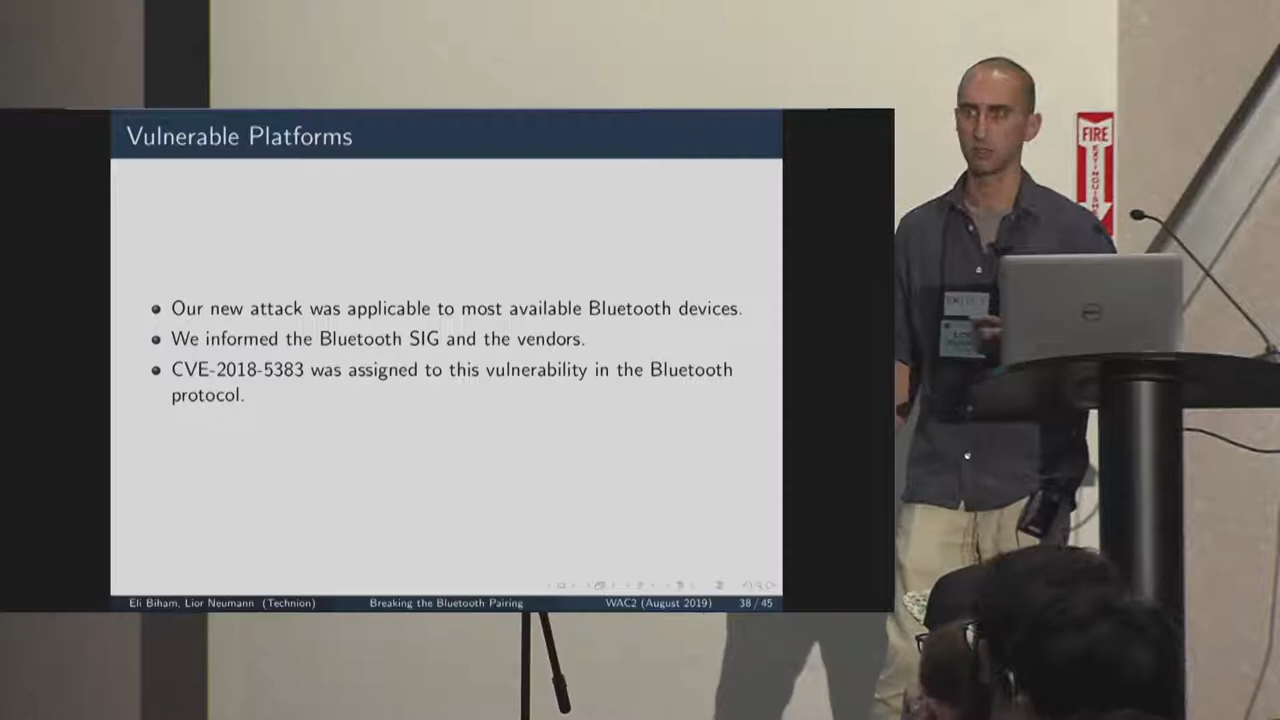 Vulnerable Platforms
Our new attack was applicable to most available Bluetooth devices.
We informed the Bluetooth SIG and the vendors.
CVE-2018-5383 was assigned to this vulnerability in the Bluetooth
protocol.
Eli Biham, Lior Neumann (Technion) Breaking the Bluetooth Pairing WAC2 (August 2019) 38 / 45
FIRE
EXTINGUISHER
DELL